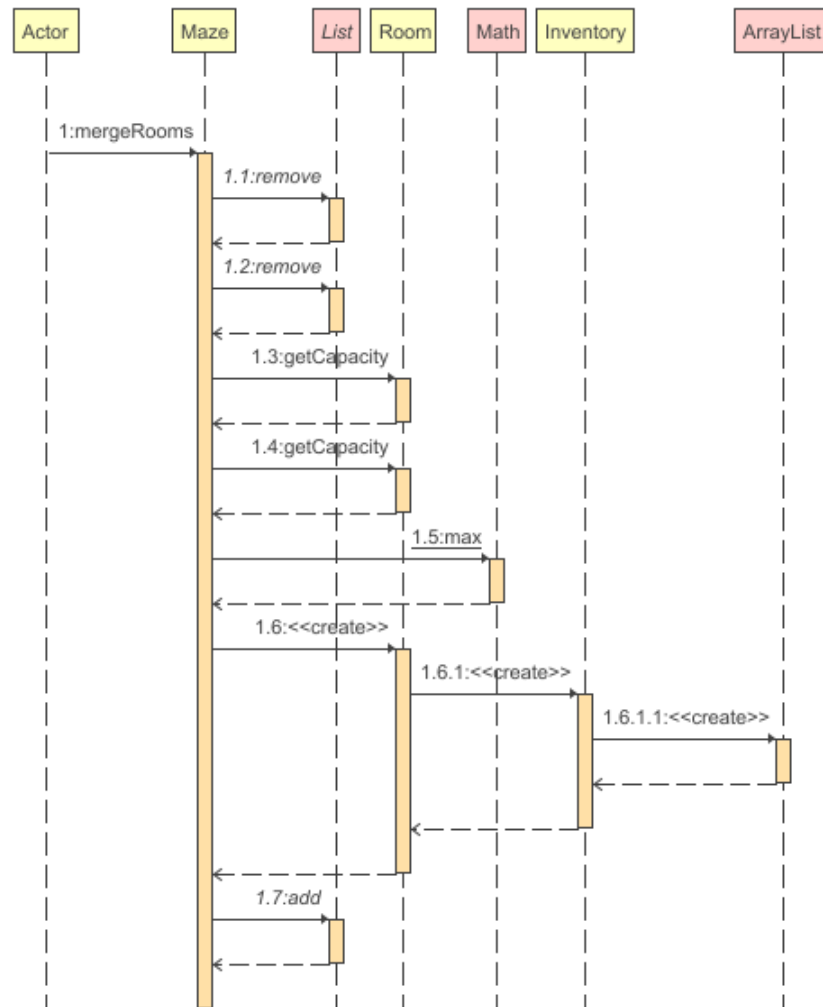 Actor
Maze
List
Room
Math
Inventory
ArrayList
1:mergeRooms
1.1:remove
1.2:remove
1.3:getCapacity
1.4:getCapacity
1.5:max
1.6:<<create>>
1.6.1:<<create>>
1.6.1.1:<<create>>
1.7:add